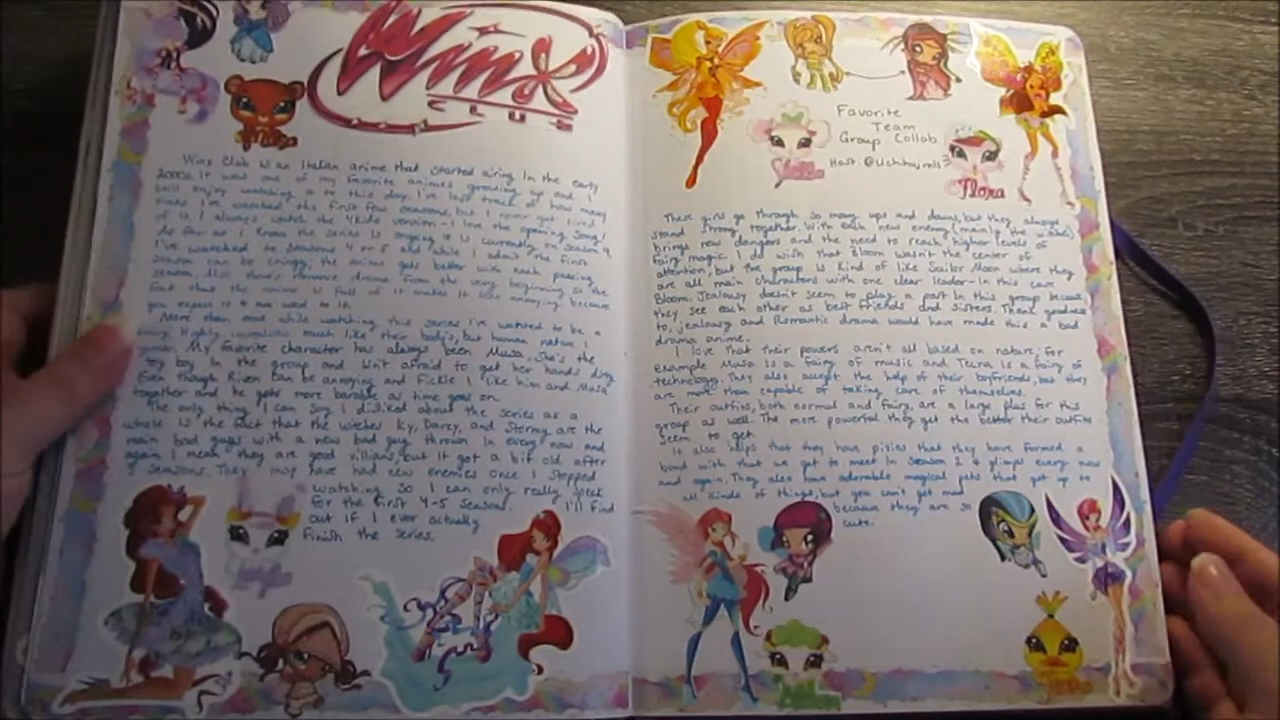 Winx
CLUB
Winx Club is an Italian anime that started airing in the early
2000s. It was one of my favorite animes growing up and I
still enjoy watching it to this day. I've lost track of how many
times I've watched the first few seasons, but I never get tired
of it. I always watch the 4Kids version - I love the opening song!
As far as I know the series is ongoing it is currently on season 9.
I've watched to seasons 4 or 5 and while I admit the first
season can be cringy; the anime gets better with each passing
season. Also there's romance drama from the very beginning, so the
fact that the anime is full of it makes it less annoying because
you expect it + are used to it.
More than once while watching this series I've wanted to be a
Highly unrealistic much like their body's, but human nature I
My favorite character has always been Musa. She's the
boy in the group and isn't afraid to get her hands dirty.
Even though Riven can be annoying and fickle I like him and Musa
together and he gets more barable as time goes on.
The only thing I can say I disliked about the series as a
whole is the fact that the witches Icy, Darcy, and Stormy are the
main bad guys with a new bad guy thrown in every now and
again. I mean they are good villians, but it got a bit old after
seasons. They may have had new enemies once I stopped
watching so I can only really speak
for the first 4-5 seasons. I'll find
out if I ever actually
finish the series.
Favorite
Team
Group Collab
Host: @
Flora
These girls go through so many ups and downs, but they always
stand strong together. With each new enemy (mainly the witches)
brings new dangers and the need to reach higher levels of
fairy magic. I do wish that Bloom wasn't the center of
attention, but the group is kind of like Sailor Moon where they
are all main characters with one clear leader - in this case
Bloom. Jealousy doesn't seem to play a part in this group because
they see each other as best friends and sisters. Thank goodness
to, jealousy and Romantic drama would have made this a bad
drama anime.
I love that their powers aren't all based on nature; for
example Musa is a fairy of music and Tecna is a fairy of
technology. They also accept the help of their boyfriends, but they
are more than capable of taking care of themselves.
Their outfits, both normal and fairy, are a large plus for this
group as well. The more powerful they get the better their outfits
seem to get.
It also helps that they have pixies that they have formed a
bond with that we get to meet in Season 2 & glimps every now
and again. They also have adorable magical pets that get up to
all kinds of things, but you can't get mad
because they are so
cute.